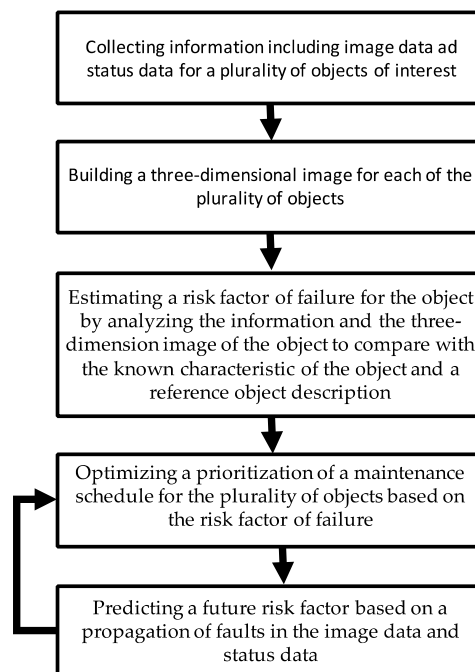 Collecting information including image data ad
status data for a plurality of objects of interest
Building a three-dimensional image for each of the
plurality of objects
Estimating a risk factor of failure for the object
by analyzing the information and the three-
dimension image of the object to compare with
the known characteristic of the object and a
reference object description
Optimizing a prioritization of a maintenance
schedule for the plurality of objects based on
the risk factor of failure
Predicting a future risk factor based on a
propagation of faults in the image data and
status data